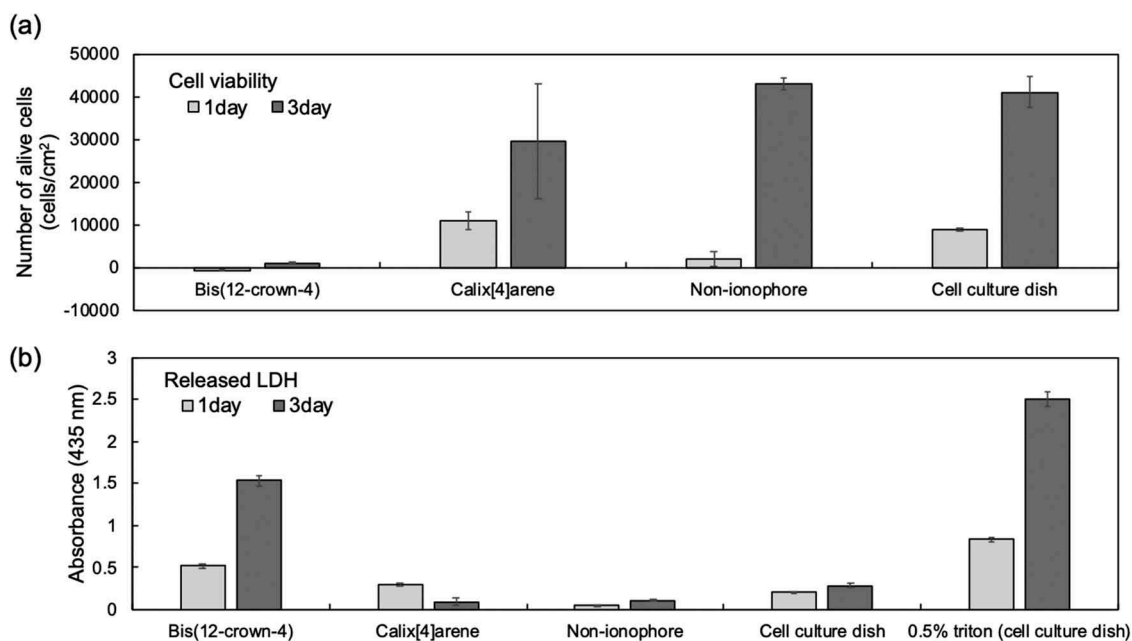 (a)
Number of alive cells
(cells/cm²)
50000
40000
30000
20000
10000
0
-10000
Cell viability
1day 3day
Bis(12-crown-4) Calix[4]arene Non-ionophore Cell culture dish
(b)
Absorbance (435 nm)
3
2.5
2
1.5
1
0.5
0
Released LDH
1day 3day
Bis(12-crown-4) Calix[4]arene Non-ionophore Cell culture dish 0.5% triton (cell culture dish)